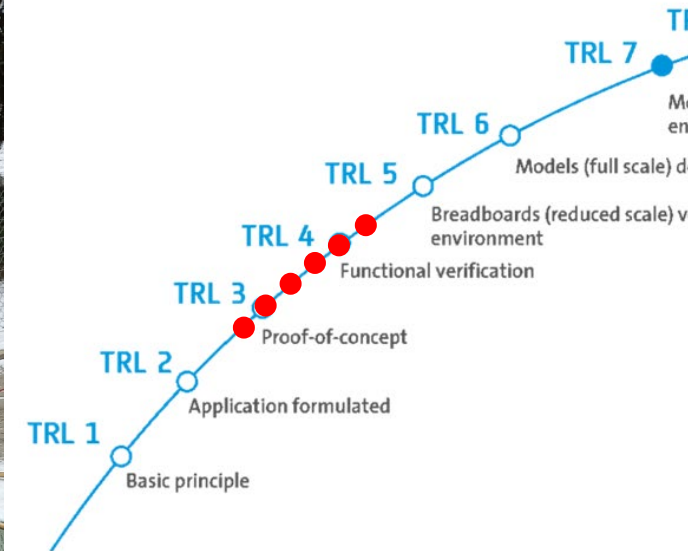 TRL 7
TRL 6
Models (full scale)
TRL 5
Breadboards (reduced scale)
environment
TRL 4
Functional verification
TRL 3
Proof-of-concept
TRL 2
Application formulated
TRL 1
Basic principle